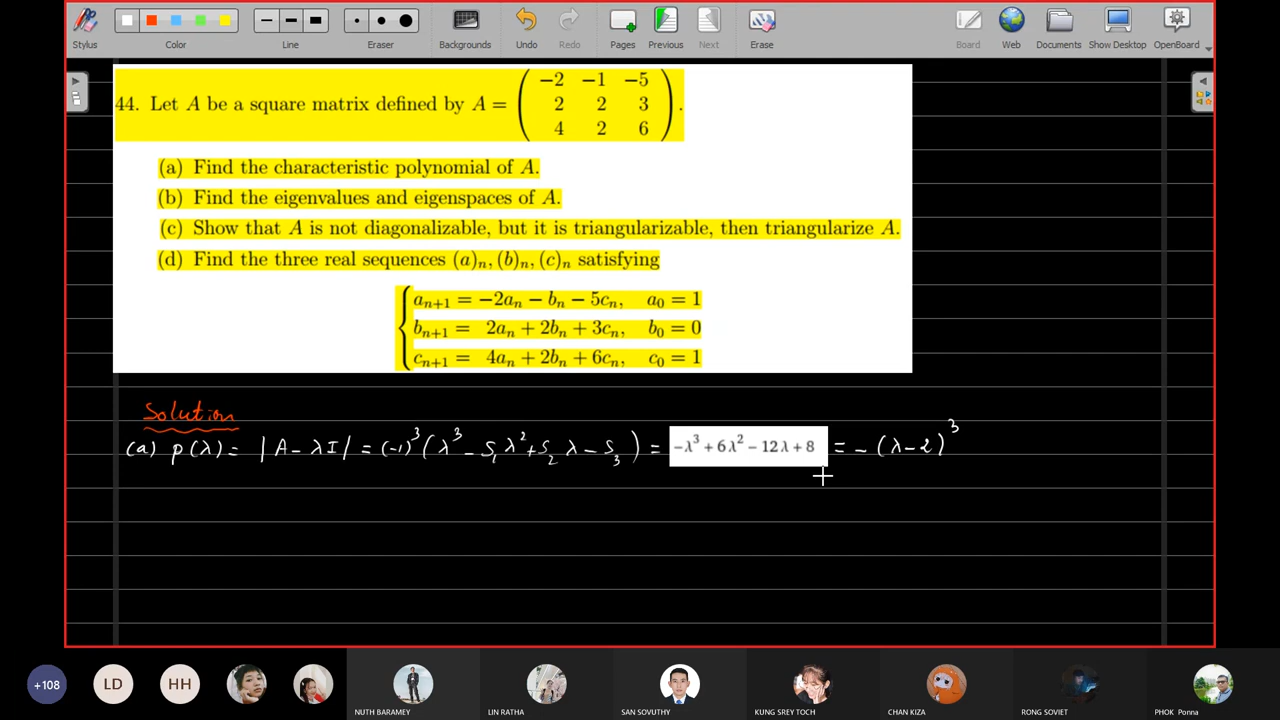 Stylus Color Line Eraser Backgrounds Undo Redo Pages Previous Next Erase Board Web Documents Show Desktop OpenBoard
44. Let A be a square matrix defined by A = ( −2 −1 −5
2 2 3
4 2 6 ).
(a) Find the characteristic polynomial of A.
(b) Find the eigenvalues and eigenspaces of A.
(c) Show that A is not diagonalizable, but it is triangularizable, then triangularize A.
(d) Find the three real sequences (a)ₙ, (b)ₙ, (c)ₙ satisfying
{ aₙ₊₁ = −2aₙ − bₙ − 5cₙ, a₀ = 1
bₙ₊₁ = 2aₙ + 2bₙ + 3cₙ, b₀ = 0
cₙ₊₁ = 4aₙ + 2bₙ + 6cₙ, c₀ = 1
Solution
(a) p(λ) = |A − λI| = (−1)³(λ³ − S₁λ² + S₂λ − S₃) = −λ³ + 6λ² − 12λ + 8 = −(λ−2)³
+108 LD HH NUTH BARAMEY LIN RATHA SAN SOVUTHY KUNG SREY TOCH CHAN KIZA RONG SOVIET PHOK Ponna